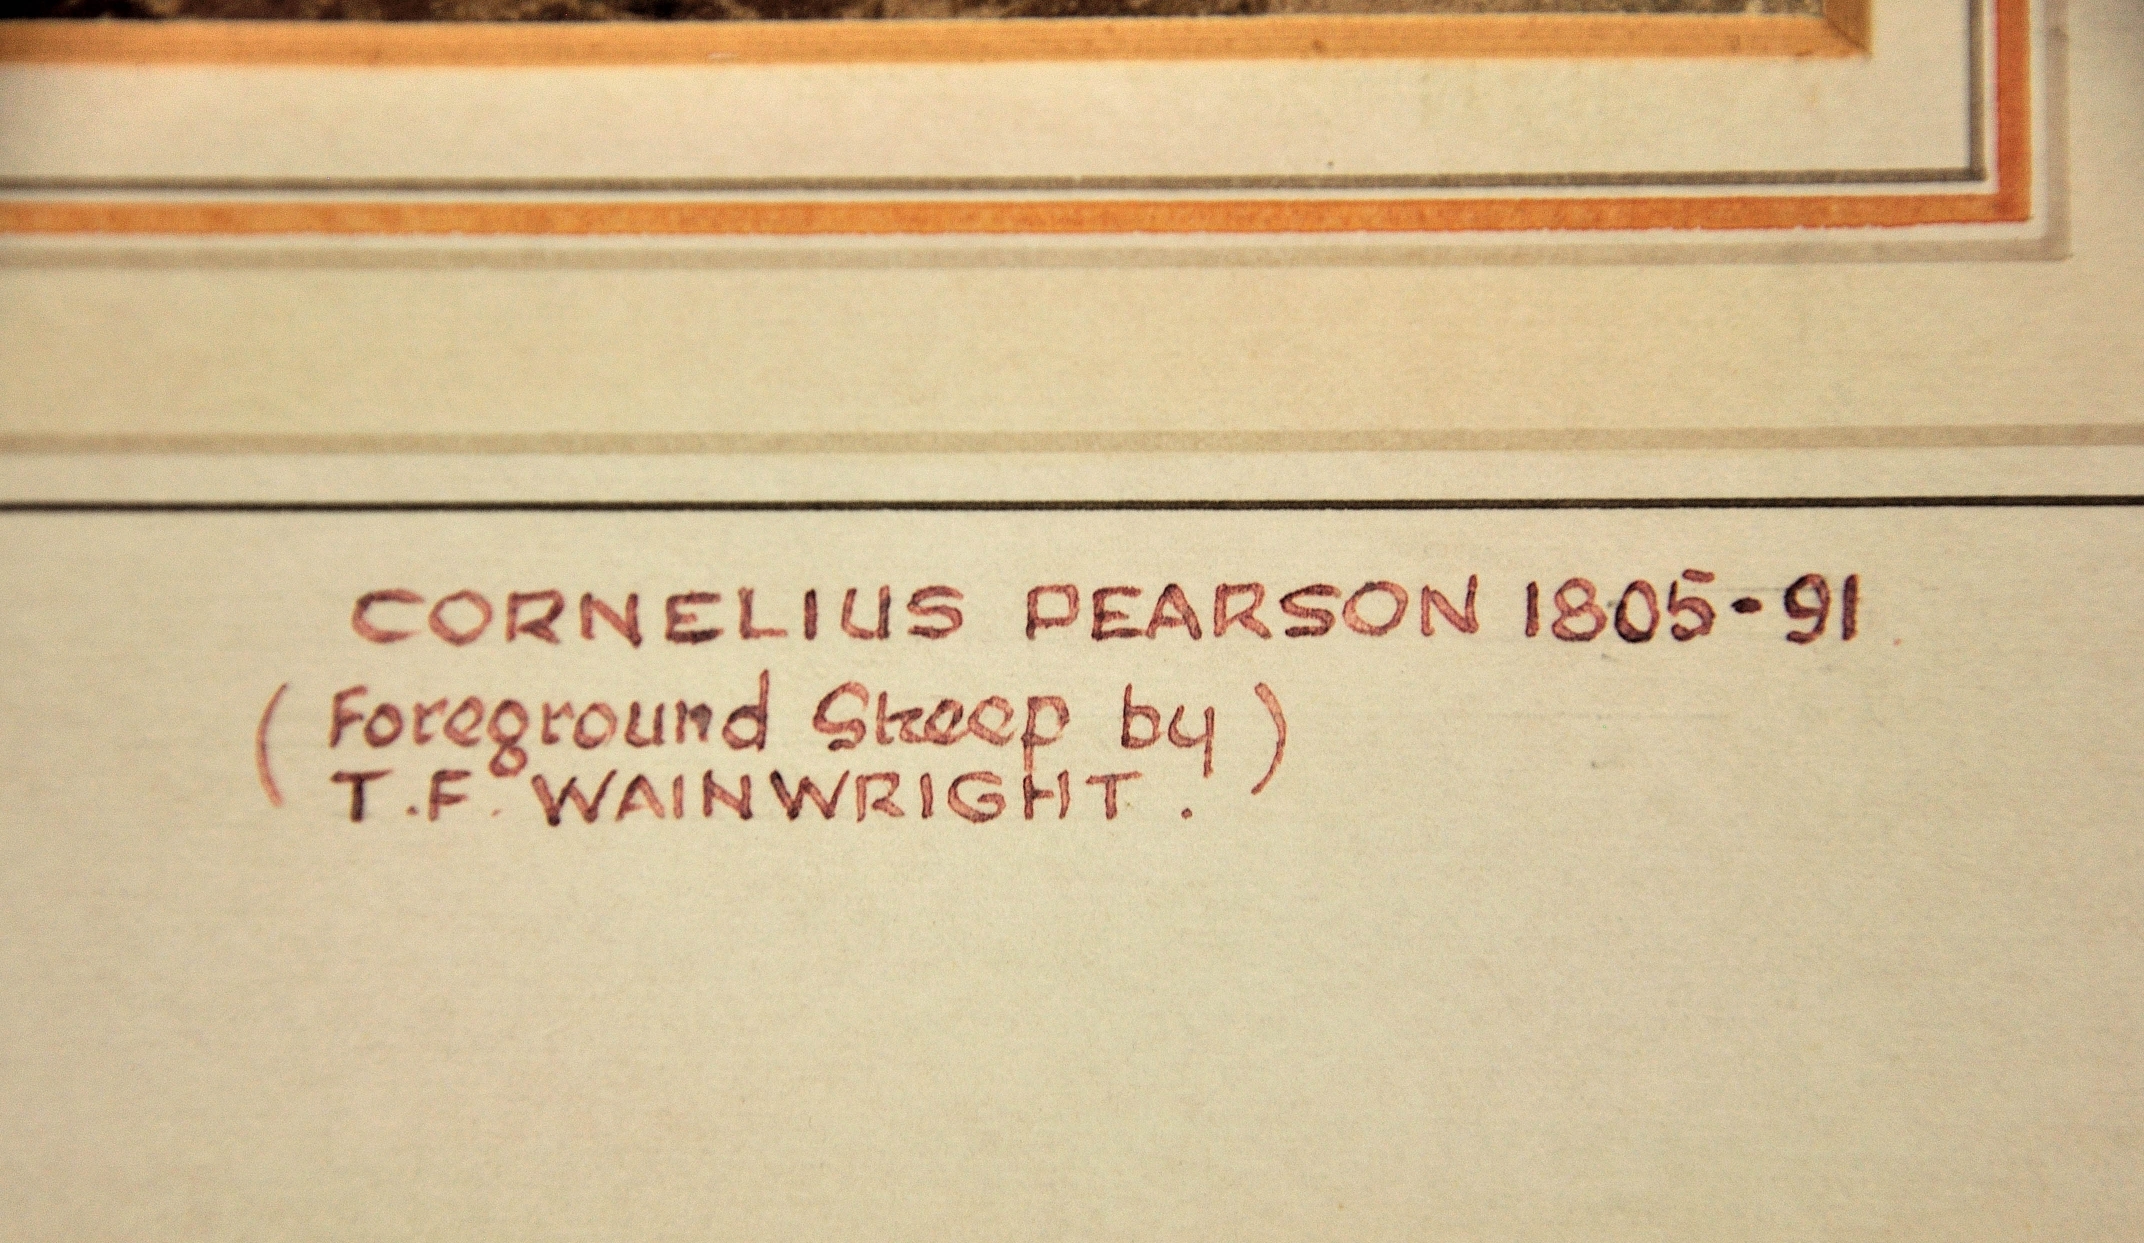 CORNELIUS PEARSON 1805-91
(Foreground Sheep by)
T.F. WAINWRIGHT.